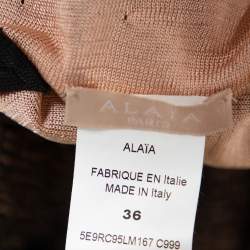 ALAÏA
PARIS
ALAÏA
FABRIQUE EN Italie
MADE IN Italy
36
5E9RC95LM167 C999